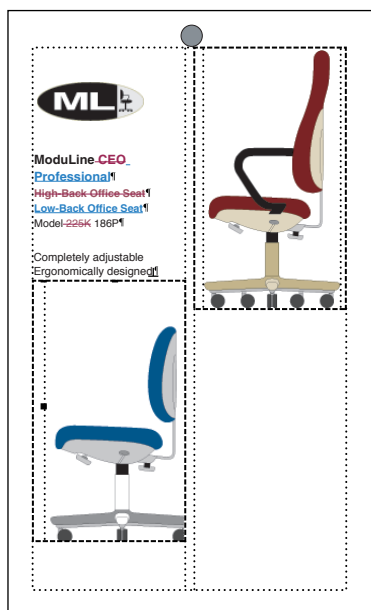 ML
ModuLine CEO
Professional¶
High-Back Office Seat¶
Low-Back Office Seat¶
Model 225K 186P¶
Completely adjustable
Ergonomically designed¶